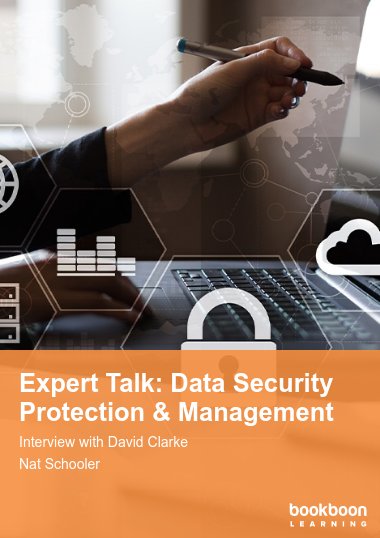 Expert Talk: Data Security
Protection & Management
Interview with David Clarke
Nat Schooler
bookboon
LEARNING